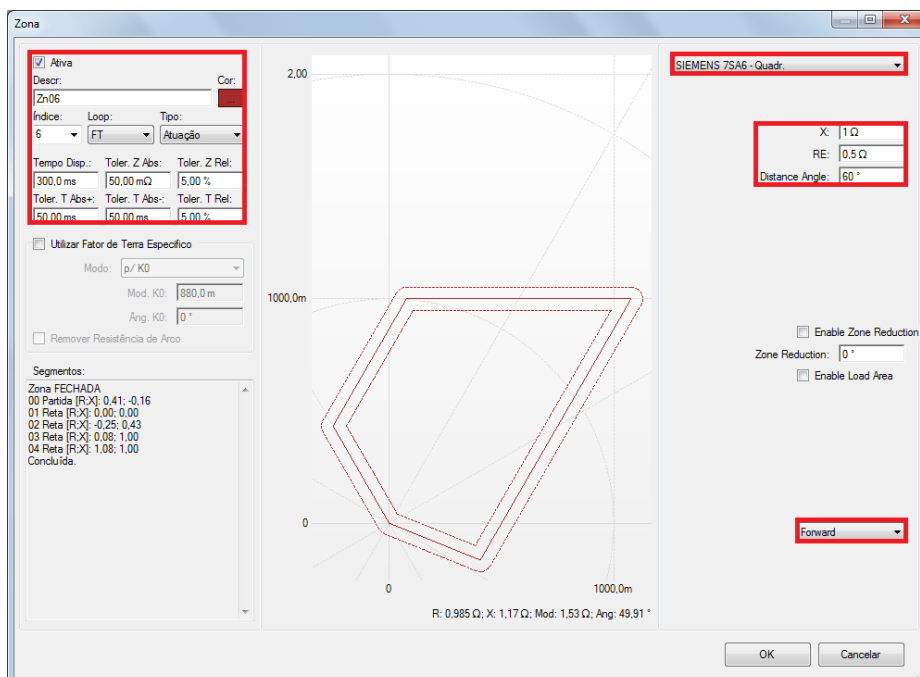 Zona
Ativa
Descr: Cor:
Zn06 ...
Índice: Loop: Tipo:
6 FT Atuação
Tempo Disp.: Toler. Z Abs: Toler. Z Rel:
300,0 ms 50,00 mΩ 5,00 %
Toler. T Abs+: Toler. T Abs-: Toler. T Rel:
50,00 ms 50,00 ms 5,00 %
Utilizar Fator de Terra Especifico
Modo: p/ K0
Mod. K0: 880,0 m
Âng. K0: 0 °
Remover Resistência de Arco
Segmentos:
Zona FECHADA
00 Partida [R;X]: 0,41; -0,16
01 Reta [R;X]: 0,00; 0,00
02 Reta [R;X]: -0,25; 0,43
03 Reta [R;X]: 0,08; 1,00
04 Reta [R;X]: 1,08; 1,00
Concluída.
2,00
1000,0m
0
0 1000,0m
R: 0,985 Ω; X: 1,17 Ω; Mod: 1,53 Ω; Ang: 49,91 °
SIEMENS 7SA6 - Quadr.
X: 1 Ω
RE: 0,5 Ω
Distance Angle: 60 °
Enable Zone Reduction
Zone Reduction: 0 °
Enable Load Area
Forward
OK Cancelar